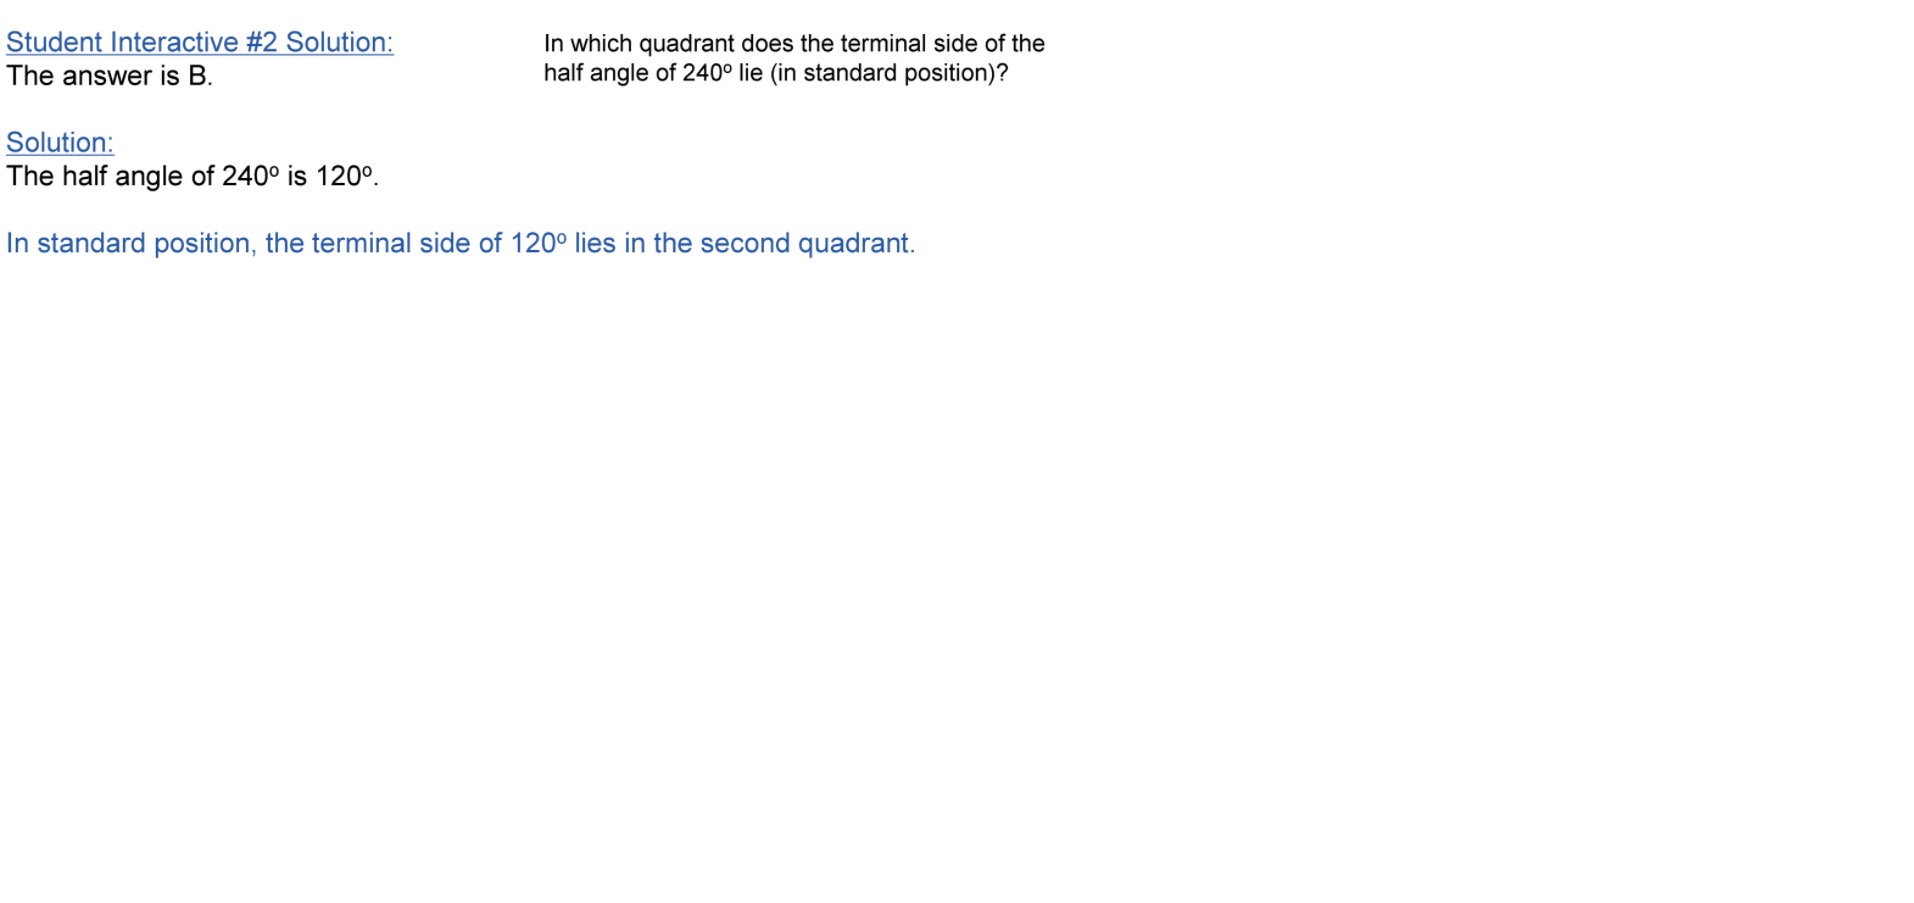 Student Interactive #2 Solution:
The answer is B.
In which quadrant does the terminal side of the
half angle of 240º lie (in standard position)?
Solution:
The half angle of 240º is 120º.
In standard position, the terminal side of 120º lies in the second quadrant.